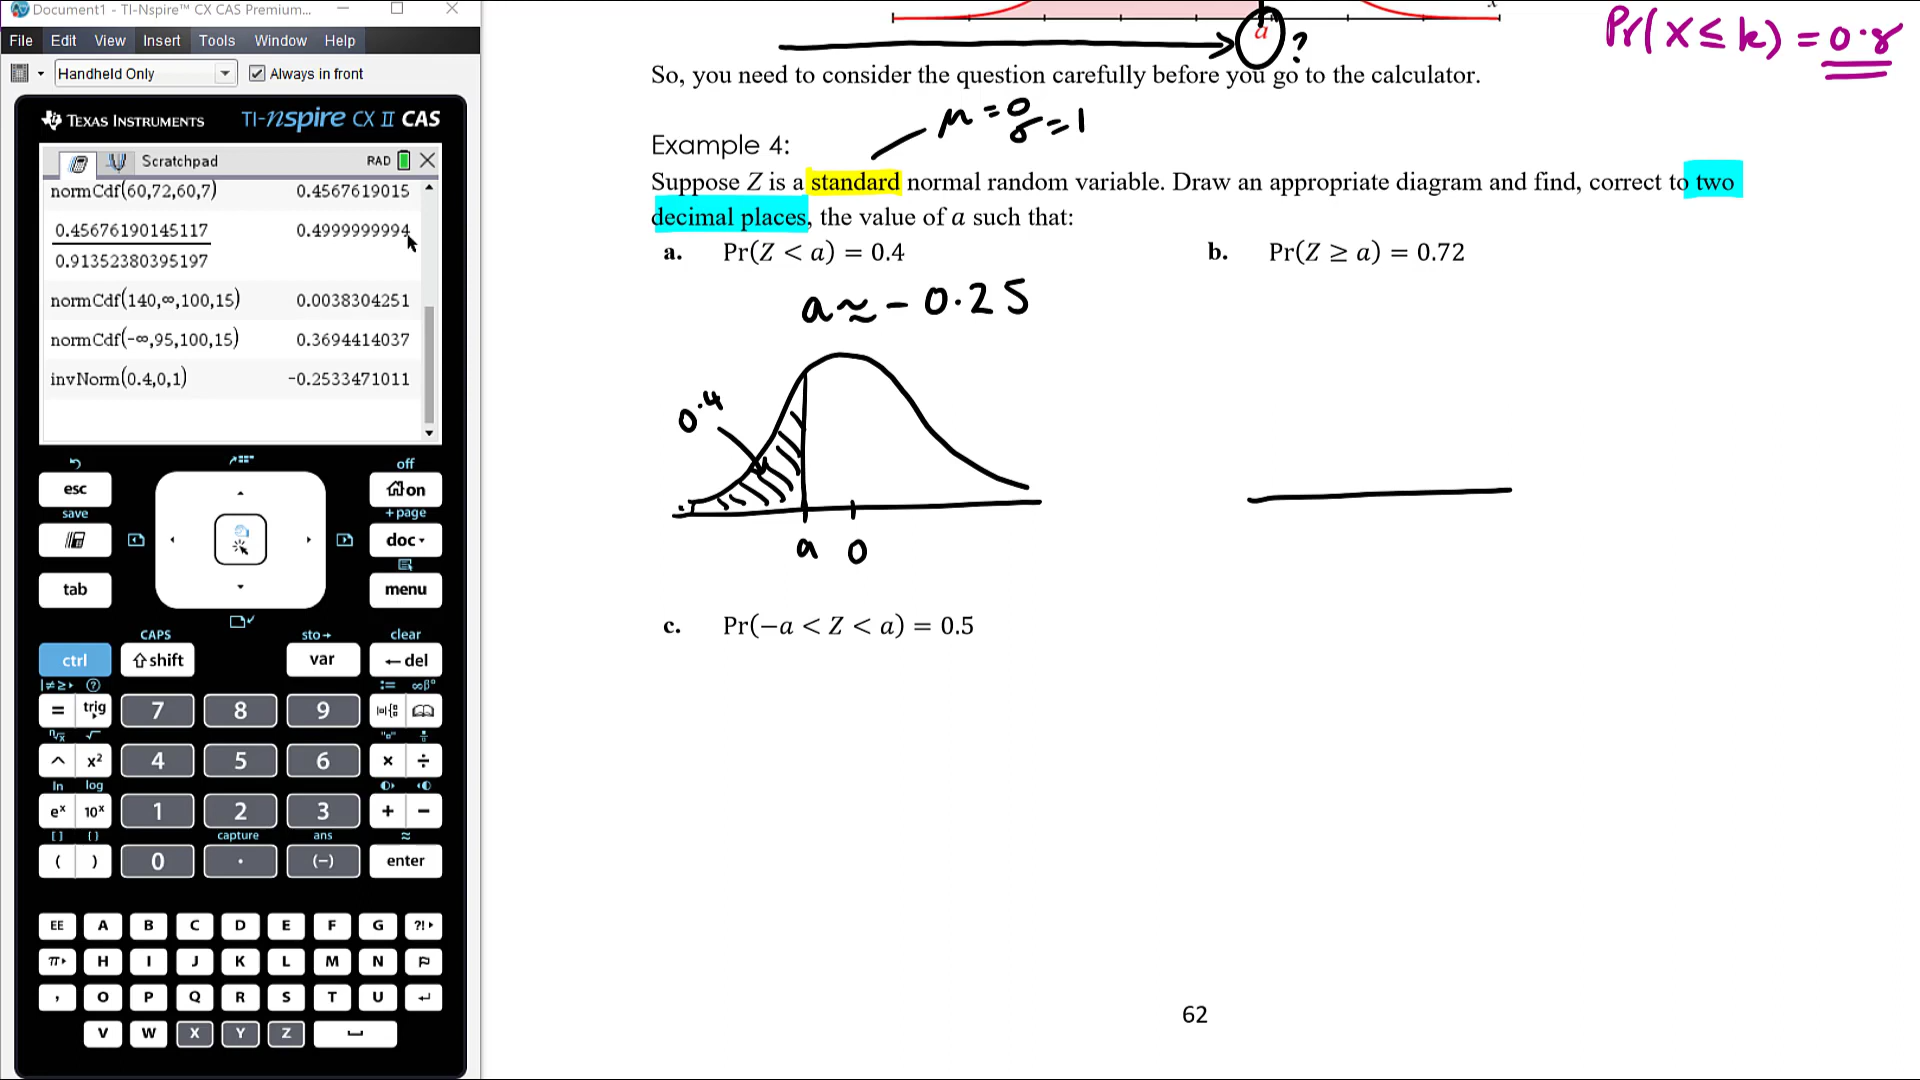 Document1 - TI-Nspire™ CX CAS Premium...
File Edit View Insert Tools Window Help
Handheld Only
Always in front
TEXAS INSTRUMENTS TI-nspire CX II CAS
Scratchpad RAD
normCdf(60,72,60,7) 0.4567619015
0.45676190145117 0.4999999994
0.91352380395197
normCdf(140,∞,100,15) 0.0038304251
normCdf(-∞,95,100,15) 0.3694414037
invNorm(0.4,0,1) -0.2533471011
off
esc on
save +page
doc
tab menu
CAPS sto→ clear
ctrl shift var ←del
= trig 7 8 9
n√x √
^ x² 4 5 6 × ÷
ln log
eˣ 10ˣ 1 2 3 + −
[ ] { } capture ans ≈
( ) 0 . (−) enter
EE A B C D E F G ?!▸
π▸ H I J K L M N
, O P Q R S T U ↵
V W X Y Z
a ?
Pr(X ≤ k) = 0.8
So, you need to consider the question carefully before you go to the calculator.
μ = 0
σ = 1
Example 4:
Suppose Z is a standard normal random variable. Draw an appropriate diagram and find, correct to two
decimal places, the value of a such that:
a. Pr(Z < a) = 0.4
b. Pr(Z ≥ a) = 0.72
a ≈ - 0.25
0.4
a 0
c. Pr(−a < Z < a) = 0.5
62